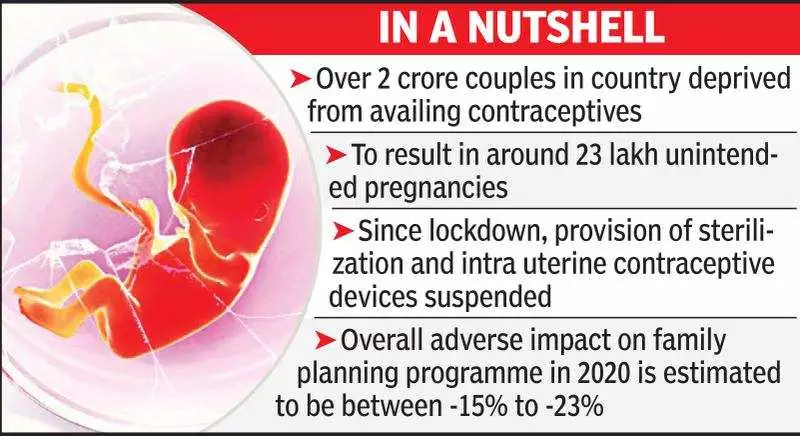 IN A NUTSHELL
➤ Over 2 crore couples in country deprived
from availing contraceptives
➤ To result in around 23 lakh unintend-
ed pregnancies
➤ Since lockdown, provision of sterili-
zation and intra uterine contraceptive
devices suspended
➤ Overall adverse impact on family
planning programme in 2020 is estimated
to be between -15% to -23%